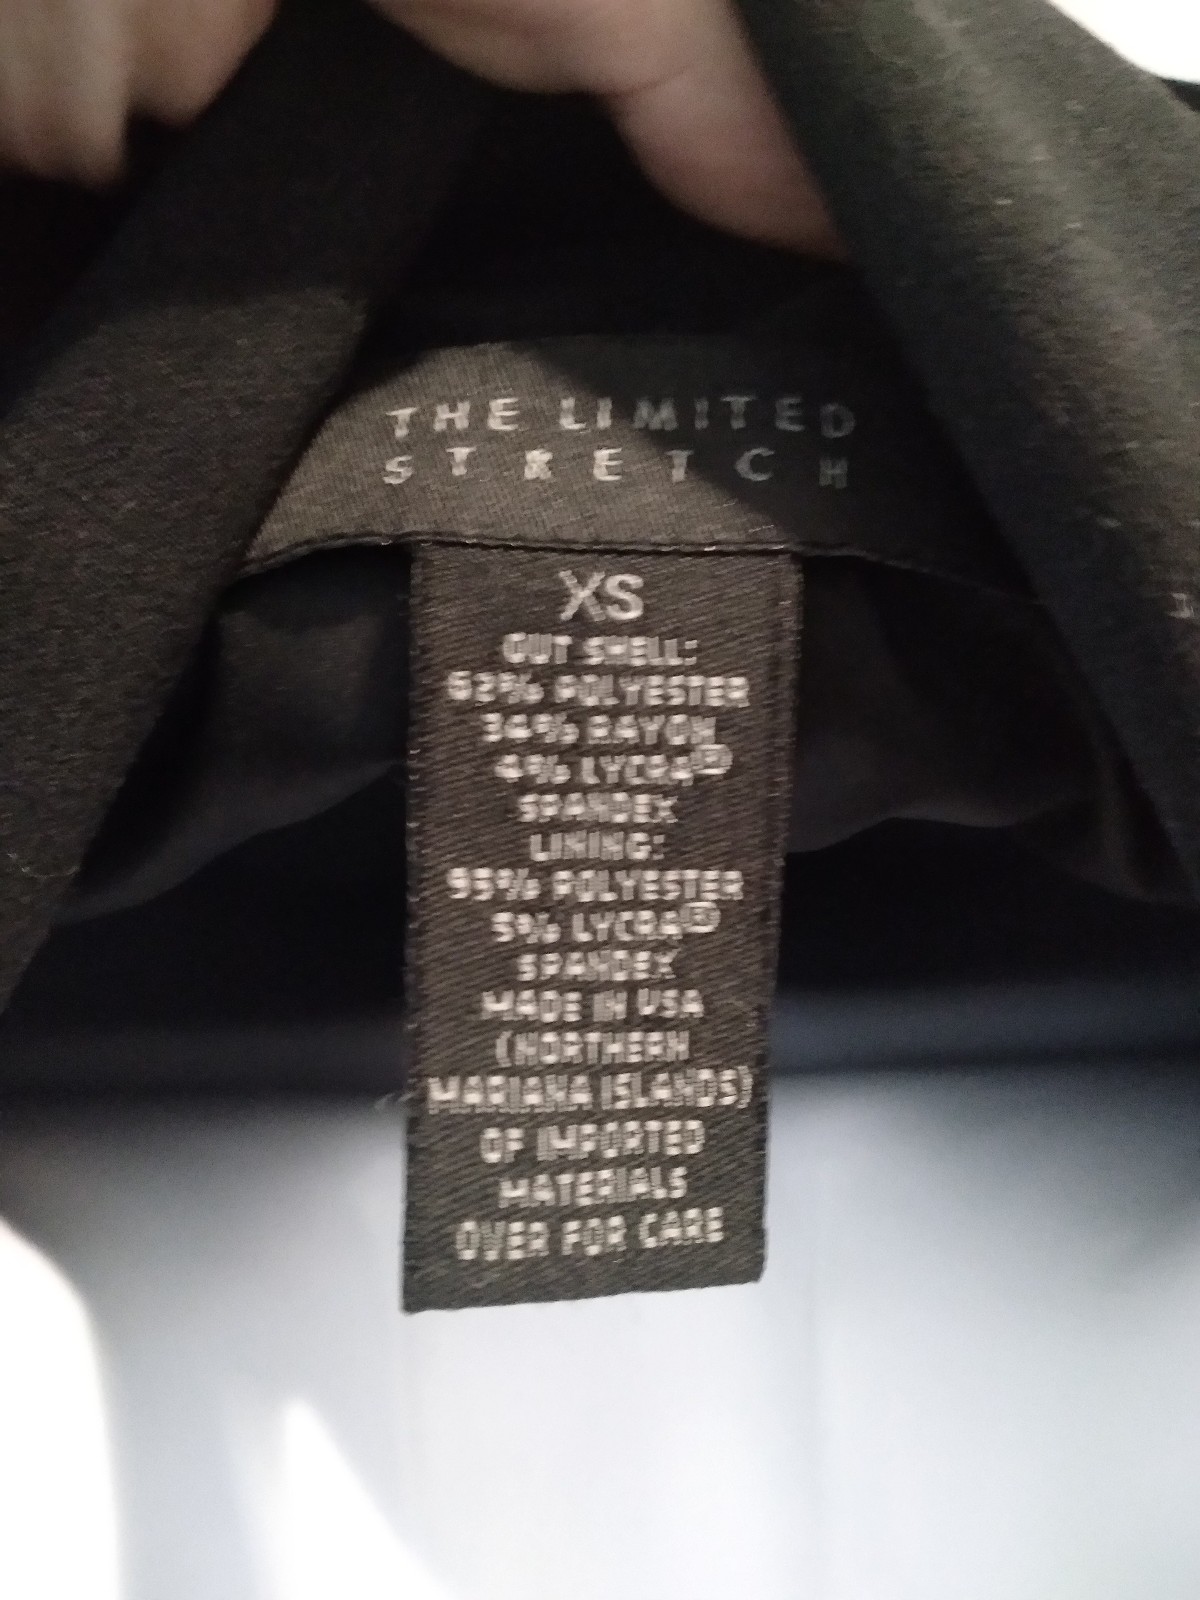 THE LIMITED
STRETCH
XS
OUT SHELL:
62% POLYESTER
34% RAYON
4% LYCRA®
SPANDEX
LINING:
95% POLYESTER
5% LYCRA®
SPANDEX
MADE IN USA
(NORTHERN
MARIANA ISLANDS)
OF IMPORTED
MATERIALS
OVER FOR CARE